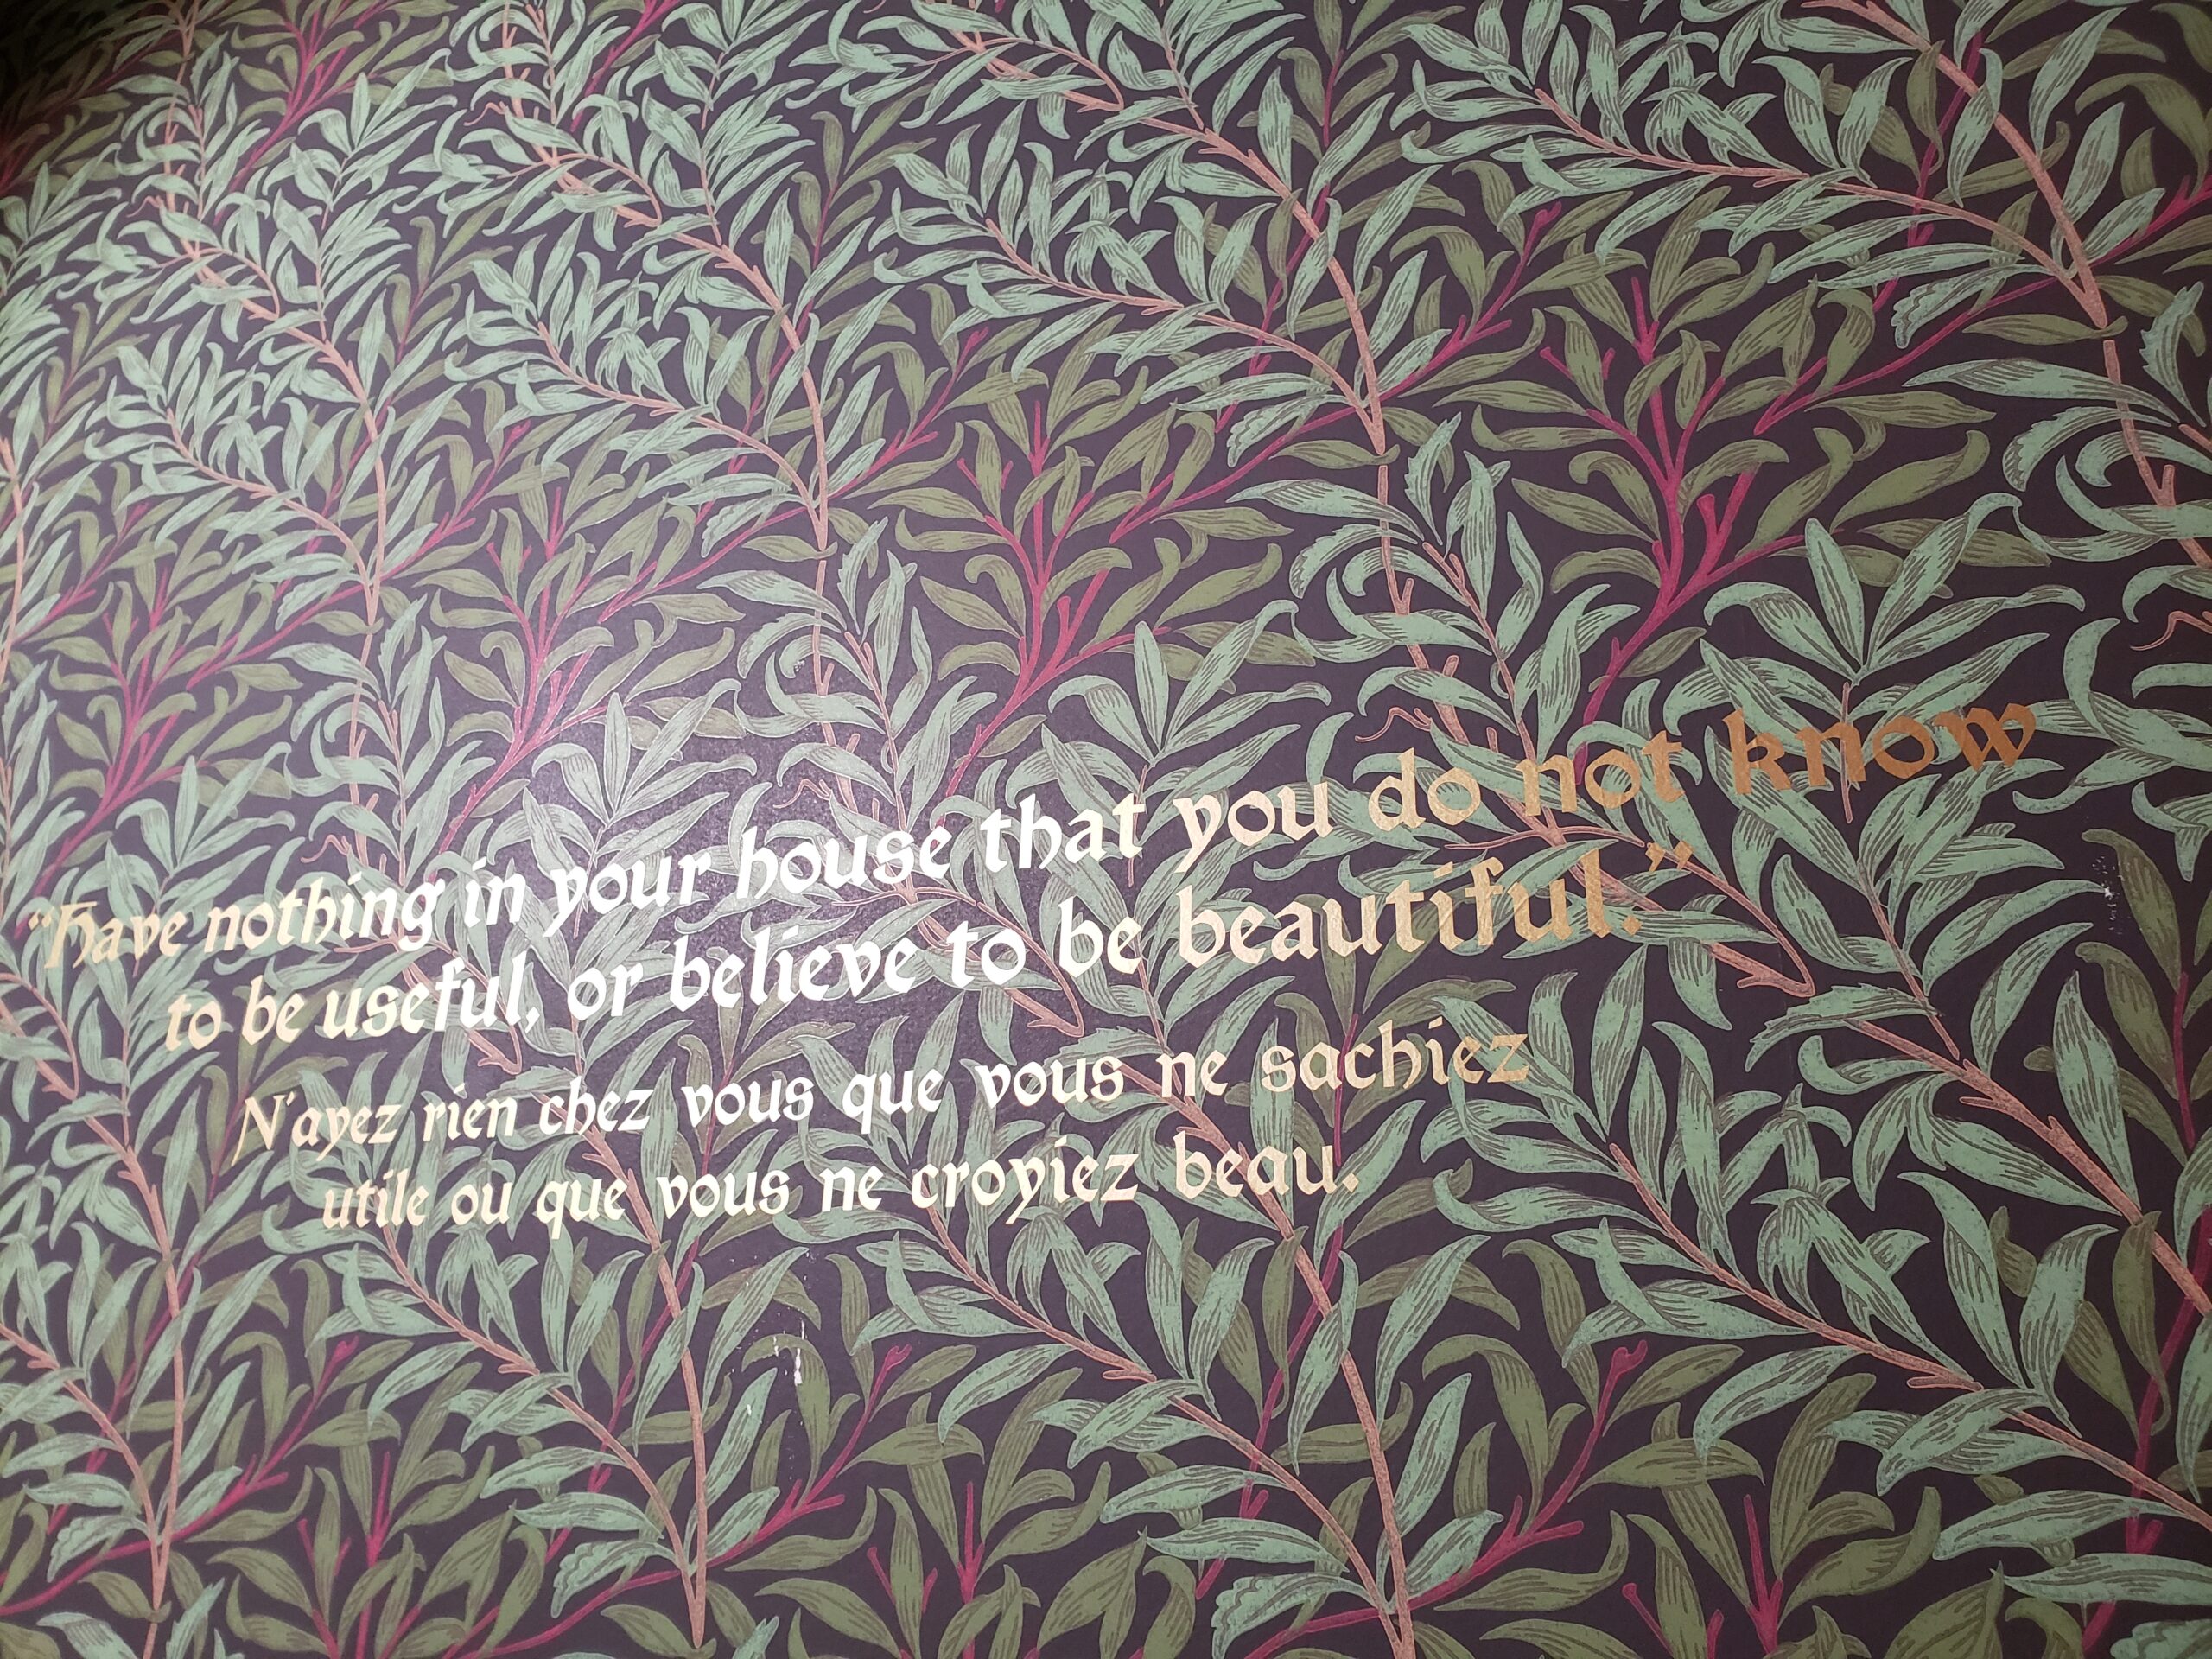 “Have nothing in your house that you do not know
to be useful, or believe to be beautiful.”
N'ayez rien chez vous que vous ne sachiez
utile ou que vous ne croyiez beau.